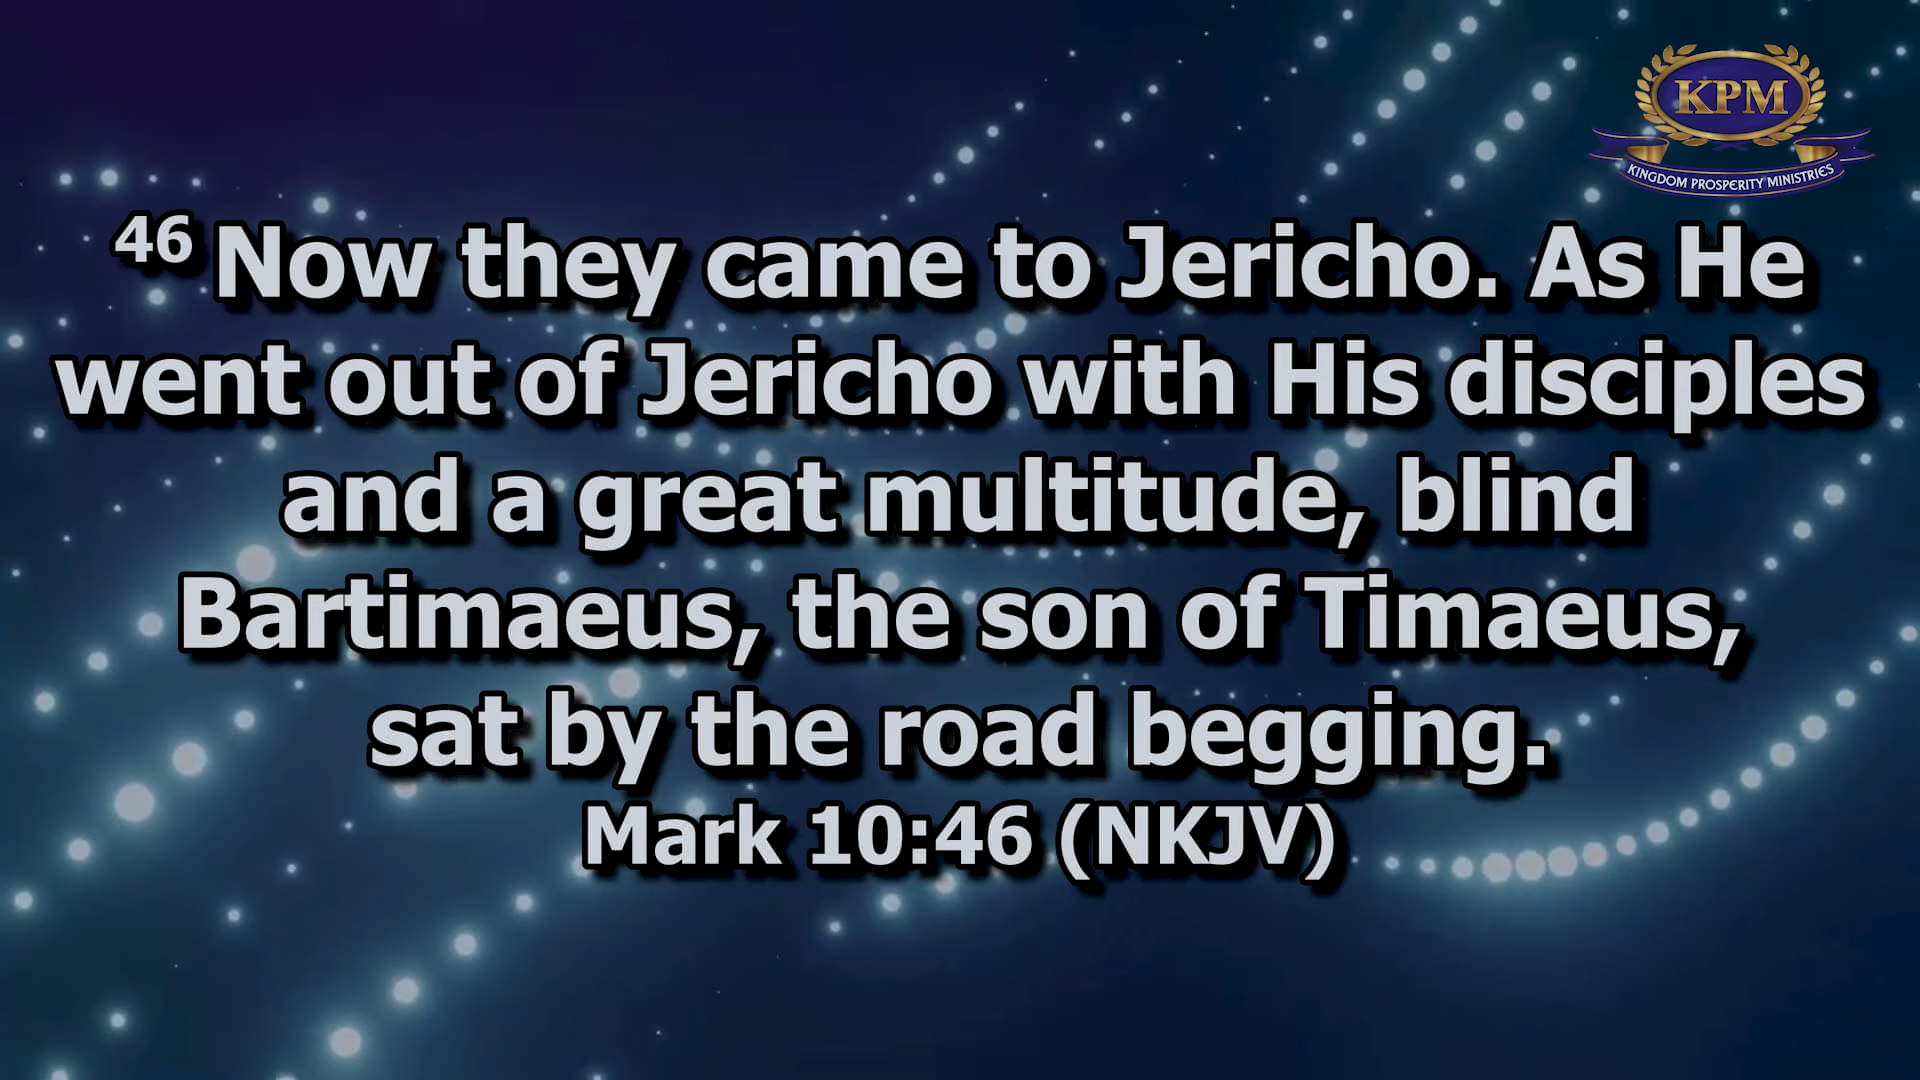 KPM
KINGDOM PROSPERITY MINISTRIES
46 Now they came to Jericho. As He
went out of Jericho with His disciples
and a great multitude, blind
Bartimaeus, the son of Timaeus,
sat by the road begging.
Mark 10:46 (NKJV)